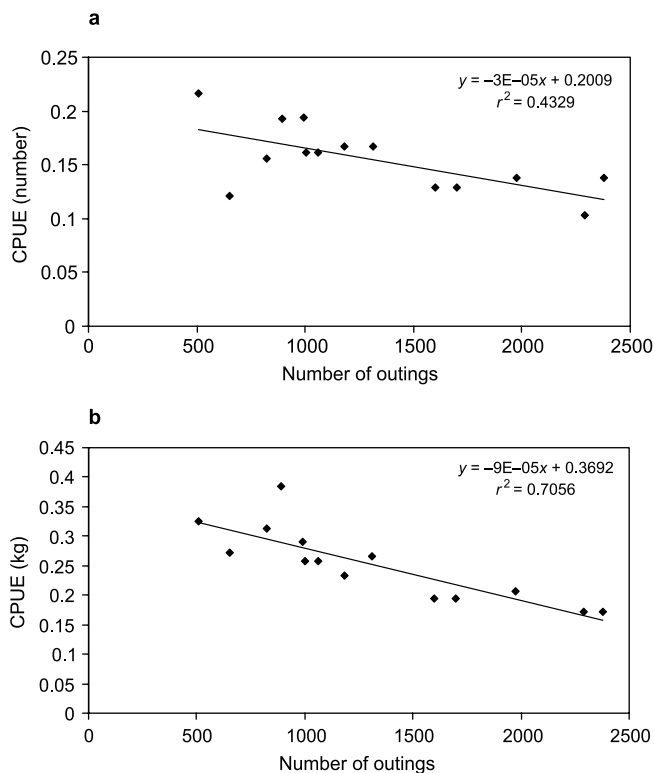 a
0.25
0.2
0.15
0.1
0.05
0
CPUE (number)
y = –3E–05x + 0.2009
r² = 0.4329
0 500 1000 1500 2000 2500
Number of outings
b
0.45
0.4
0.35
0.3
0.25
0.2
0.15
0.1
0.05
0
CPUE (kg)
y = –9E–05x + 0.3692
r² = 0.7056
0 500 1000 1500 2000 2500
Number of outings